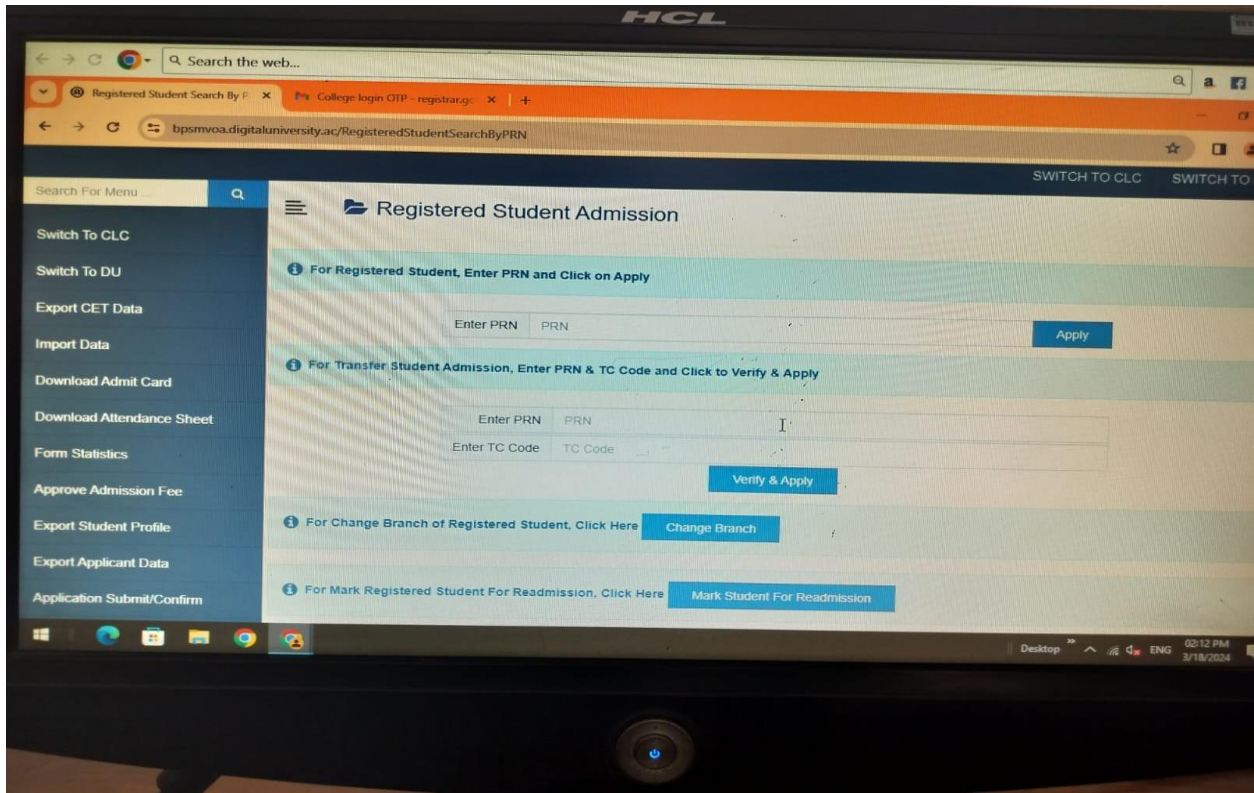 HCL
Search the web...
Registered Student Search By P
College login OTP - registrar.gc
bpsmvoa.digitaluniversity.ac/RegisteredStudentSearchByPRN
SWITCH TO CLC SWITCH TO
Search For Menu ...
Registered Student Admission
Switch To CLC
Switch To DU
Export CET Data
Import Data
Download Admit Card
Download Attendance Sheet
Form Statistics
Approve Admission Fee
Export Student Profile
Export Applicant Data
Application Submit/Confirm
For Registered Student, Enter PRN and Click on Apply
Enter PRN PRN Apply
For Transfer Student Admission, Enter PRN & TC Code and Click to Verify & Apply
Enter PRN PRN
Enter TC Code TC Code
Verify & Apply
For Change Branch of Registered Student, Click Here Change Branch
For Mark Registered Student For Readmission, Click Here Mark Student For Readmission
Desktop ENG 02:12 PM
3/18/2024